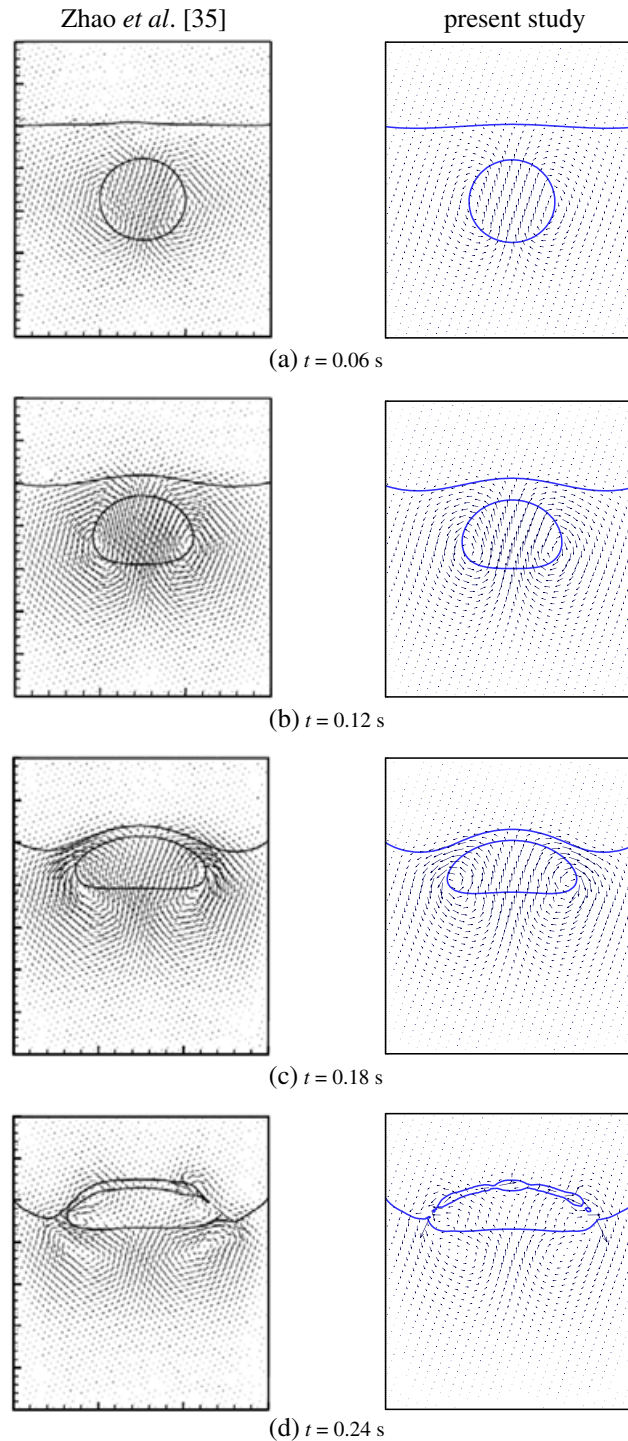 Zhao et al. [35]
present study
(a) t = 0.06 s
(b) t = 0.12 s
(c) t = 0.18 s
(d) t = 0.24 s